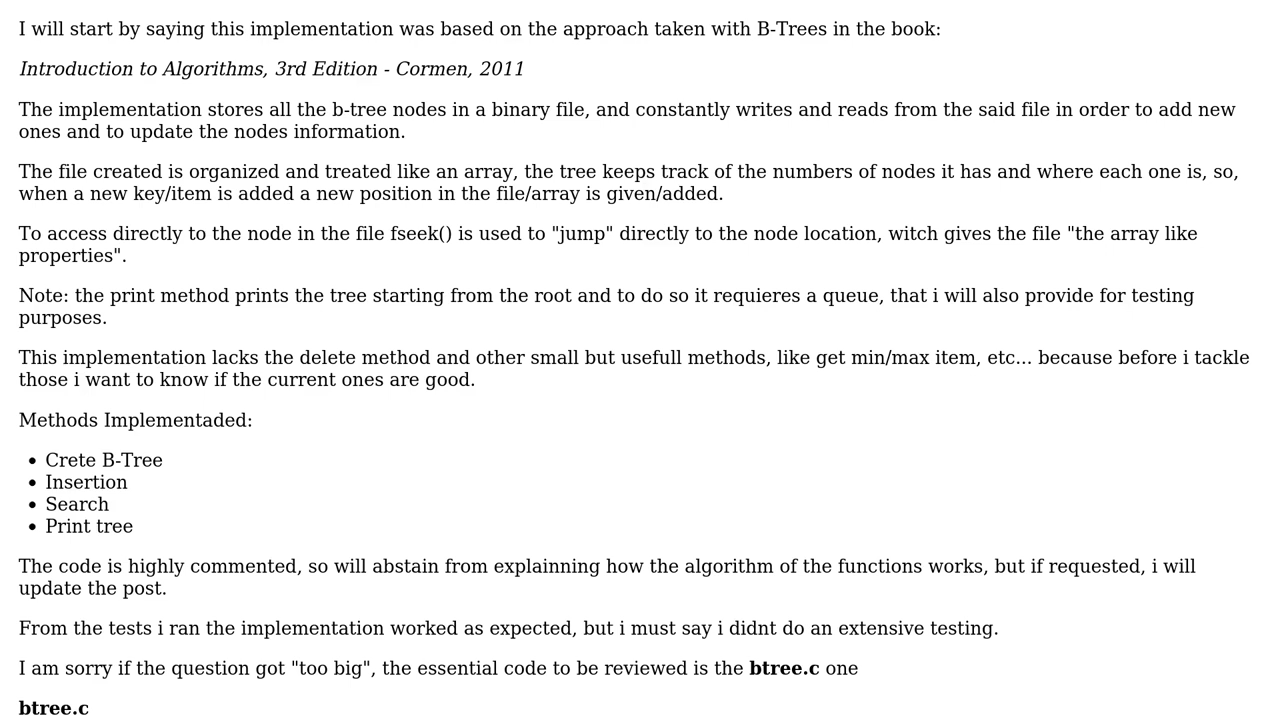 I will start by saying this implementation was based on the approach taken with B-Trees in the book:
Introduction to Algorithms, 3rd Edition - Cormen, 2011
The implementation stores all the b-tree nodes in a binary file, and constantly writes and reads from the said file in order to add new
ones and to update the nodes information.
The file created is organized and treated like an array, the tree keeps track of the numbers of nodes it has and where each one is, so,
when a new key/item is added a new position in the file/array is given/added.
To access directly to the node in the file fseek() is used to "jump" directly to the node location, witch gives the file "the array like
properties".
Note: the print method prints the tree starting from the root and to do so it requieres a queue, that i will also provide for testing
purposes.
This implementation lacks the delete method and other small but usefull methods, like get min/max item, etc... because before i tackle
those i want to know if the current ones are good.
Methods Implementaded:
• Crete B-Tree
• Insertion
• Search
• Print tree
The code is highly commented, so will abstain from explainning how the algorithm of the functions works, but if requested, i will
update the post.
From the tests i ran the implementation worked as expected, but i must say i didnt do an extensive testing.
I am sorry if the question got "too big", the essential code to be reviewed is the btree.c one
btree.c